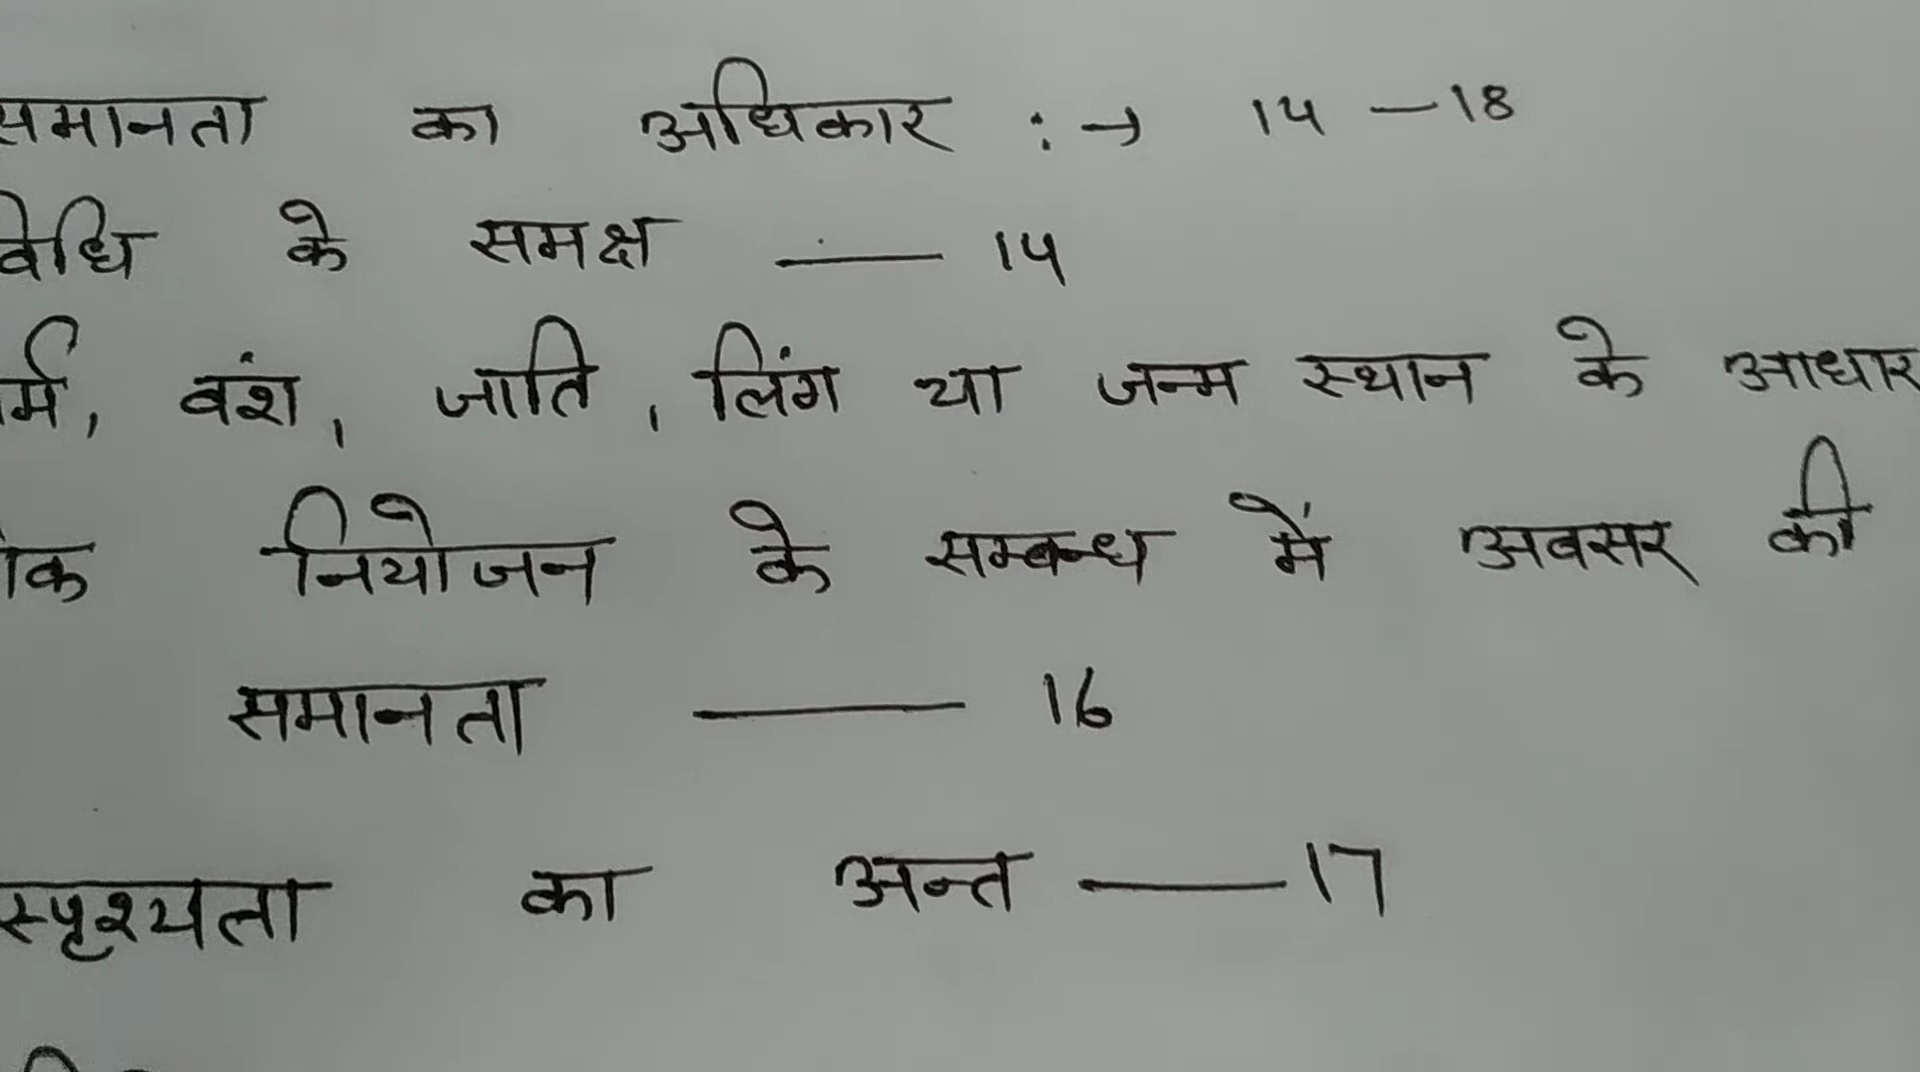 समानता का अधिकार :→ 14 — 18
विधि के समक्ष —— 14
र्म, वंश, जाति, लिंग या जन्म स्थान के आधार
क नियोजन के सम्बन्ध में अवसर की
समानता —— 16
स्पृश्यता का अन्त —— 17